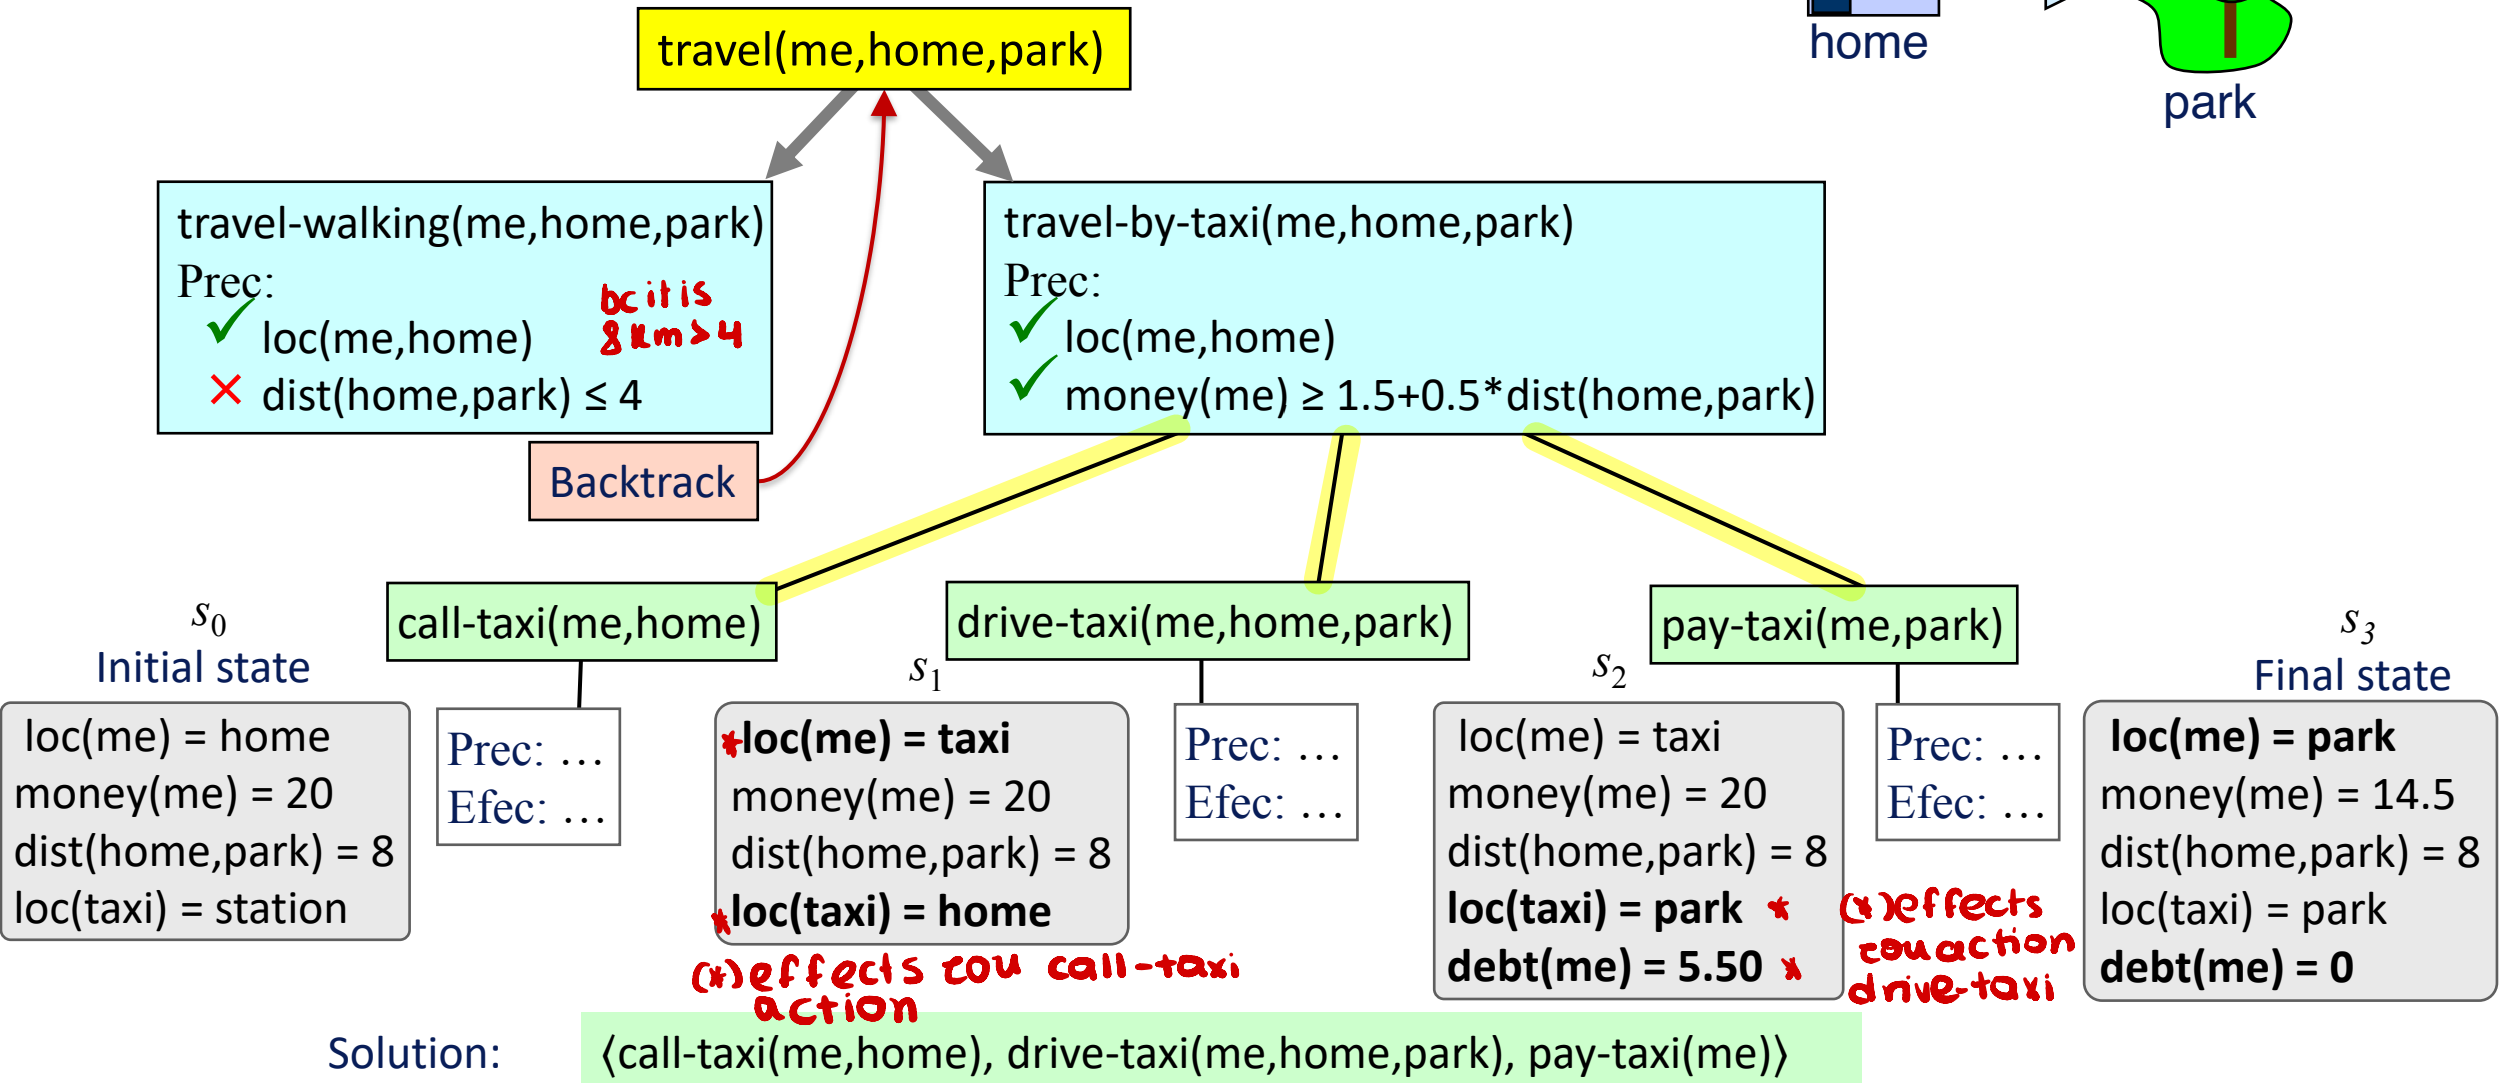 home
park
travel(me,home,park)
travel-walking(me,home,park)
Prec:
loc(me,home)
dist(home,park) ≤ 4
bc it is
8km>4
Backtrack
travel-by-taxi(me,home,park)
Prec:
loc(me,home)
money(me) ≥ 1.5+0.5*dist(home,park)
call-taxi(me,home)
drive-taxi(me,home,park)
pay-taxi(me,park)
s0
Initial state
loc(me) = home
money(me) = 20
dist(home,park) = 8
loc(taxi) = station
Prec: …
Efec: …
s1
*loc(me) = taxi
money(me) = 20
dist(home,park) = 8
*loc(taxi) = home
(*)effects του call-taxi
action
Prec: …
Efec: …
s2
loc(me) = taxi
money(me) = 20
dist(home,park) = 8
loc(taxi) = park *
debt(me) = 5.50 *
(*)effects
του action
drive-taxi
Prec: …
Efec: …
s3
Final state
loc(me) = park
money(me) = 14.5
dist(home,park) = 8
loc(taxi) = park
debt(me) = 0
Solution: ⟨call-taxi(me,home), drive-taxi(me,home,park), pay-taxi(me)⟩